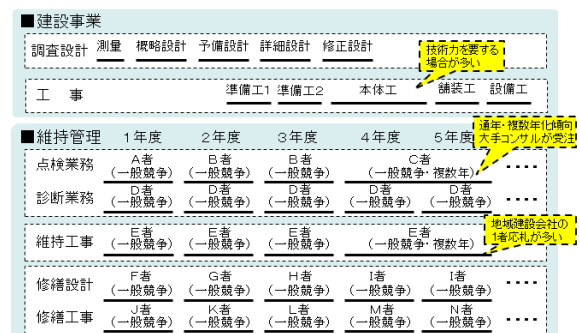 ■建設事業
調査設計 測量 概略設計 予備設計 詳細設計 修正設計
技術力を要する
場合が多い
工 事 準備工1 準備工2 本体工 舗装工 設備工
■維持管理 1年度 2年度 3年度 4年度 5年度
通年・複数年化傾向
大手コンサルが受注
点検業務 A者 B者 B者 C者
(一般競争) (一般競争) (一般競争) (一般競争・複数年) ‥‥
診断業務 D者 D者 D者 D者 D者
(一般競争) (一般競争) (一般競争) (一般競争) (一般競争) ‥‥
地域建設会社の
1者応札が多い
維持工事 E者 E者 E者 E者
(一般競争) (一般競争) (一般競争) (一般競争・複数年)
修繕設計 F者 G者 H者 I者 I者
(一般競争) (一般競争) (一般競争) (一般競争) (一般競争) ‥‥
修繕工事 J者 K者 L者 M者 N者
(一般競争) (一般競争) (一般競争) (一般競争) (一般競争) ‥‥